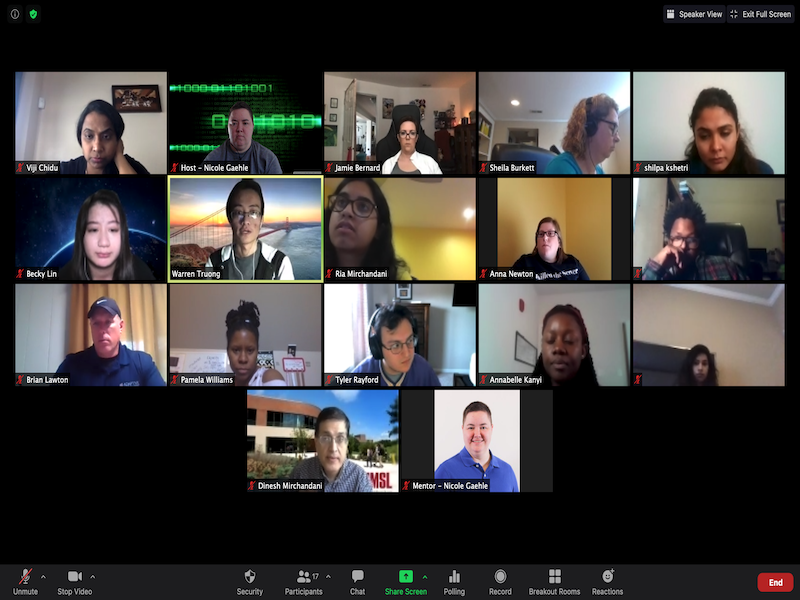 Speaker View
Exit Full Screen
Viji Chidu
Host – Nicole Gaehle
Jamie Bernard
Sheila Burkett
shilpa kshetri
Becky Lin
Warren Truong
Ria Mirchandani
Anna Newton
Brian Lawton
Pamela Williams
Tyler Rayford
Annabelle Kanyi
Dinesh Mirchandani
MSL
Mentor – Nicole Gaehle
Unmute
Stop Video
Security
Participants
17
Chat
Share Screen
Polling
Record
Breakout Rooms
Reactions
End